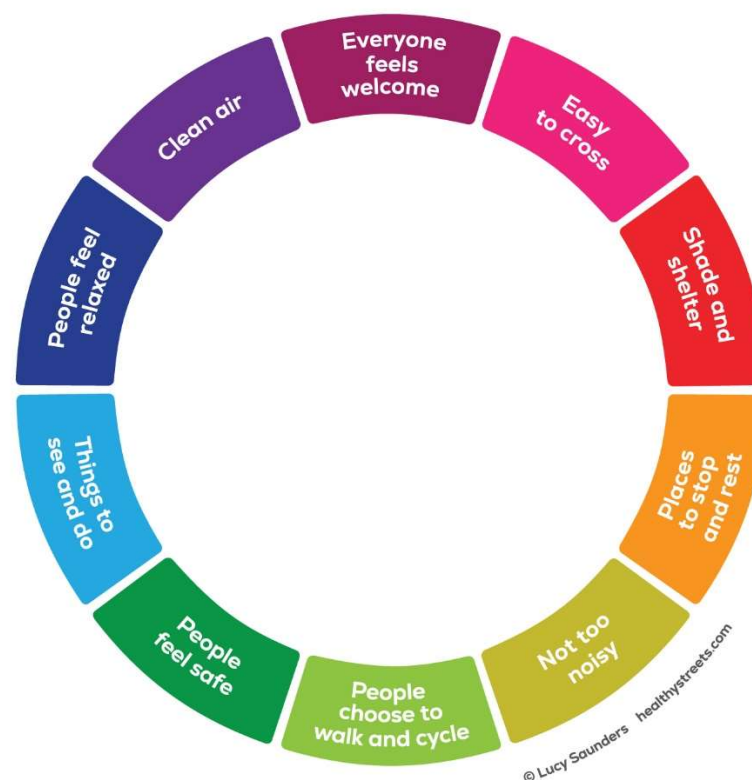 Everyone
feels
welcome
Easy
to cross
Shade and
shelter
Places
to stop
and rest
Not too
noisy
People
choose to
walk and cycle
People
feel safe
Things to
see and do
People feel
relaxed
Clean air
© Lucy Saunders healthystreets.com